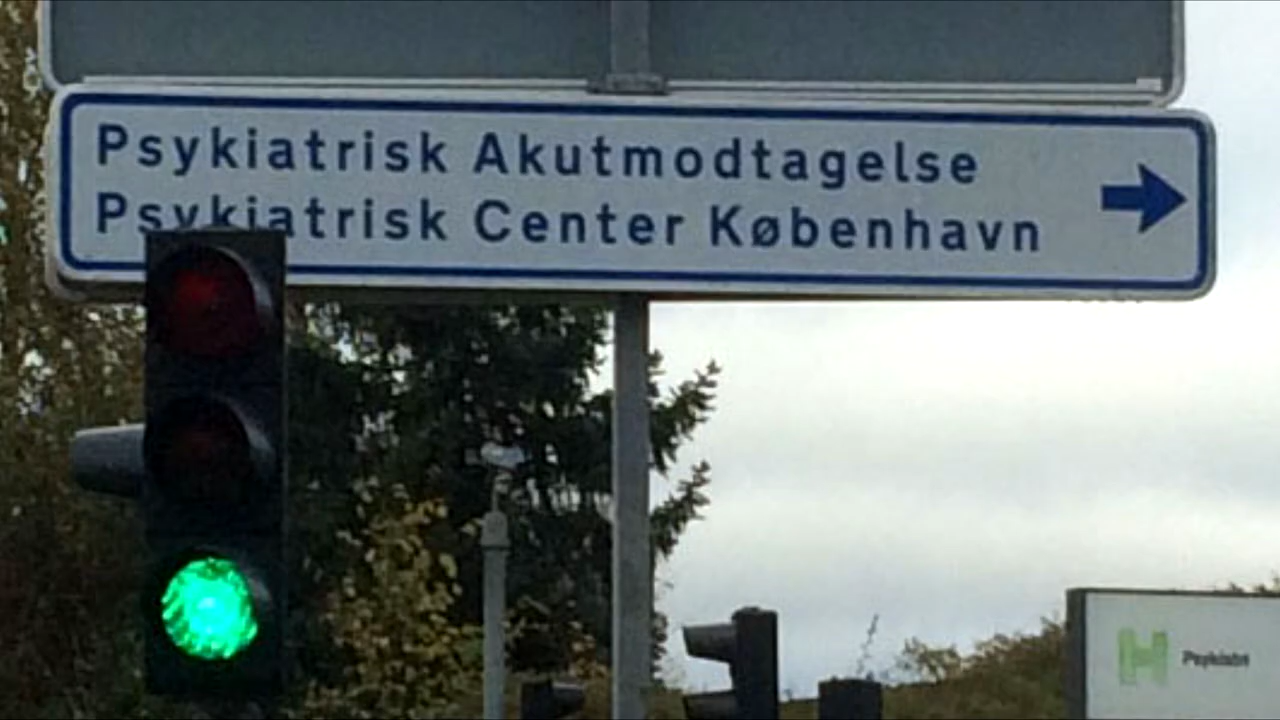 Psykiatrisk Akutmodtagelse
Psykiatrisk Center København
H Psykiatri